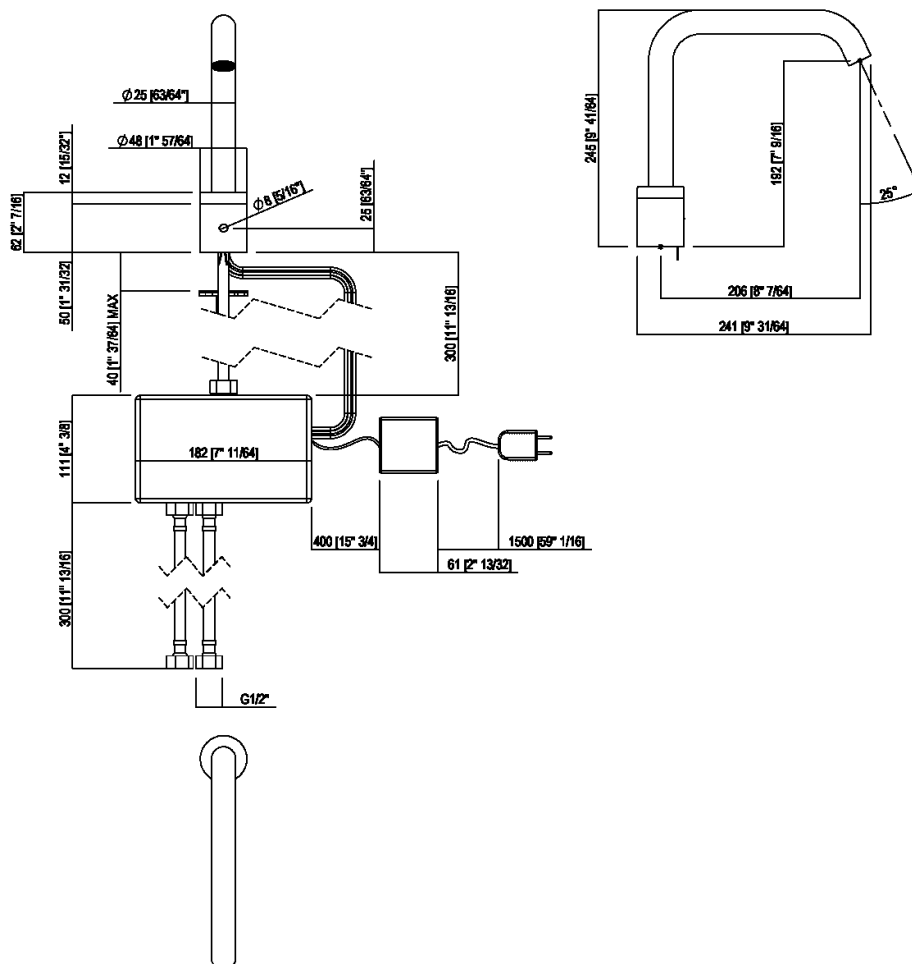 Ø25 [63/64"]
Ø48 [1" 57/64]
12 [15/32"]
Ø8 [5/16"]
25 [63/64"]
62 [2" 7/16]
50 [1" 31/32]
40 [1" 37/64] MAX
300 [11" 13/16]
182 [7" 11/64]
111 [4" 3/8]
400 [15" 3/4]
1500 [59" 1/16]
61 [2" 13/32]
300 [11" 13/16]
G1/2"
245 [9" 41/64]
192 [7" 9/16]
25°
206 [8" 7/64]
241 [9" 31/64]